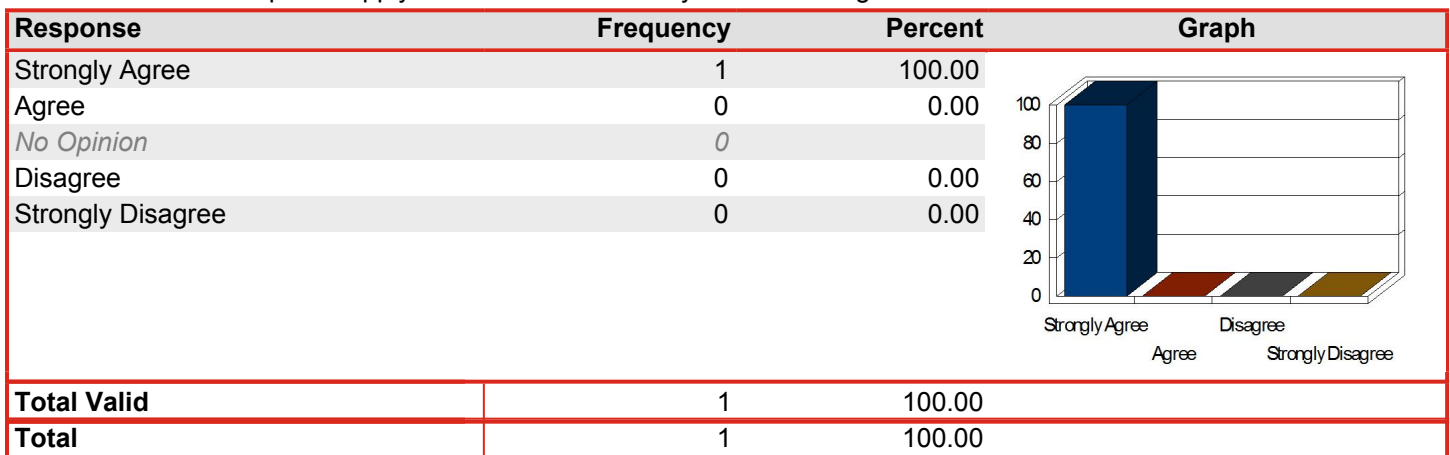 Response Frequency Percent Graph
Strongly Agree 1 100.00
Agree 0 0.00
No Opinion 0
Disagree 0 0.00
Strongly Disagree 0 0.00
100
80
60
40
20
0
Strongly Agree Disagree
Agree Strongly Disagree
Total Valid 1 100.00
Total 1 100.00